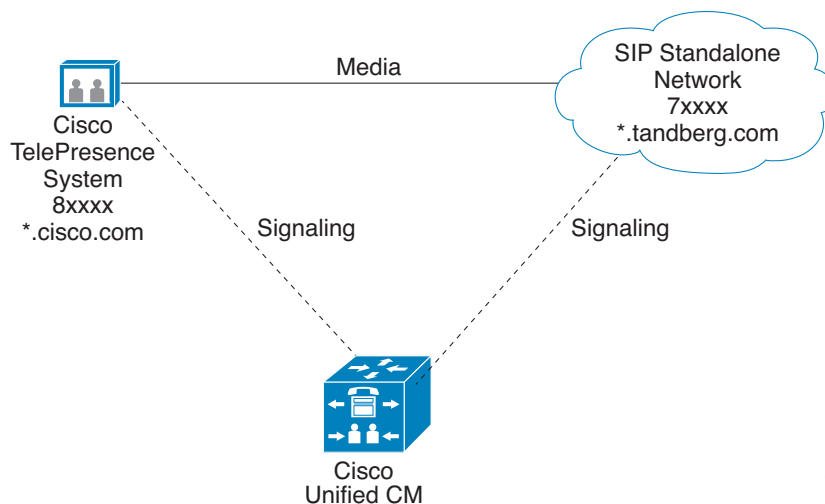 Media
SIP Standalone
Network
7xxxx
*.tandberg.com
Cisco
TelePresence
System
8xxxx
*.cisco.com
Signaling
Signaling
Cisco
Unified CM